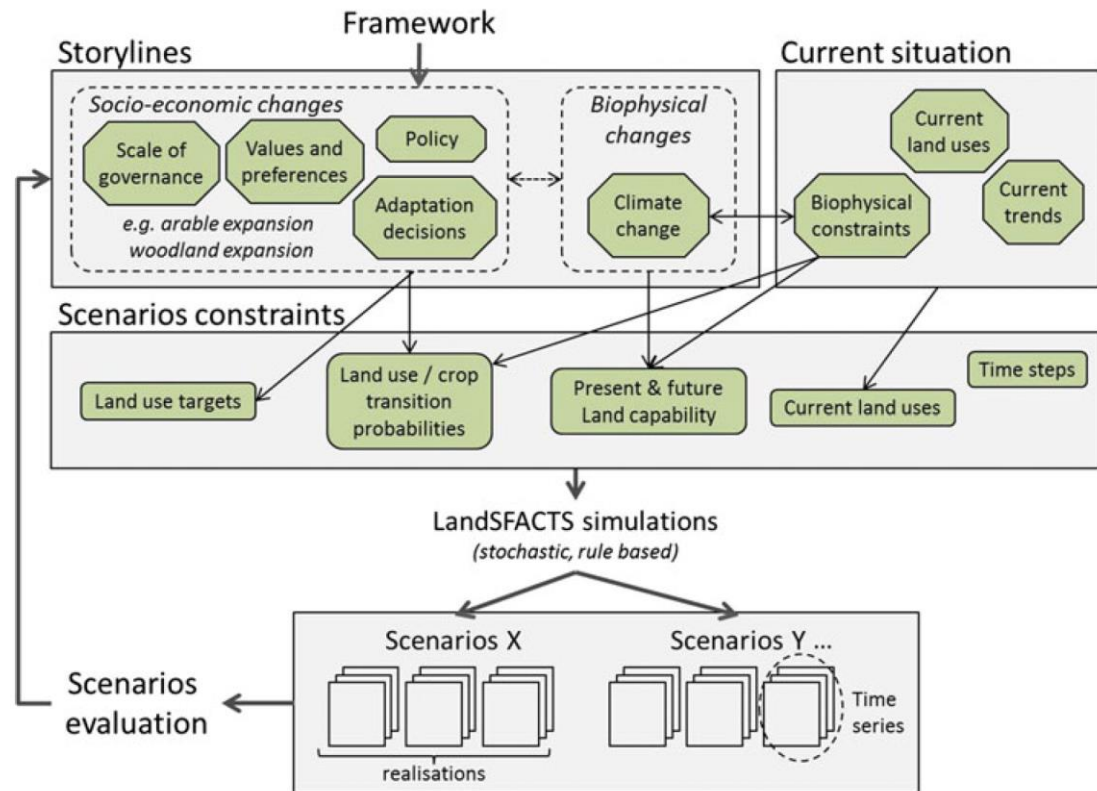 Framework
Storylines
Current situation
Socio-economic changes
Scale of
governance
Values and
preferences
Policy
Adaptation
decisions
e.g. arable expansion
woodland expansion
Biophysical
changes
Climate
change
Current
land uses
Biophysical
constraints
Current
trends
Scenarios constraints
Land use targets
Land use / crop
transition
probabilities
Present & future
Land capability
Current land uses
Time steps
LandSFACTS simulations
(stochastic, rule based)
Scenarios X
Scenarios Y ...
Time
series
realisations
Scenarios
evaluation